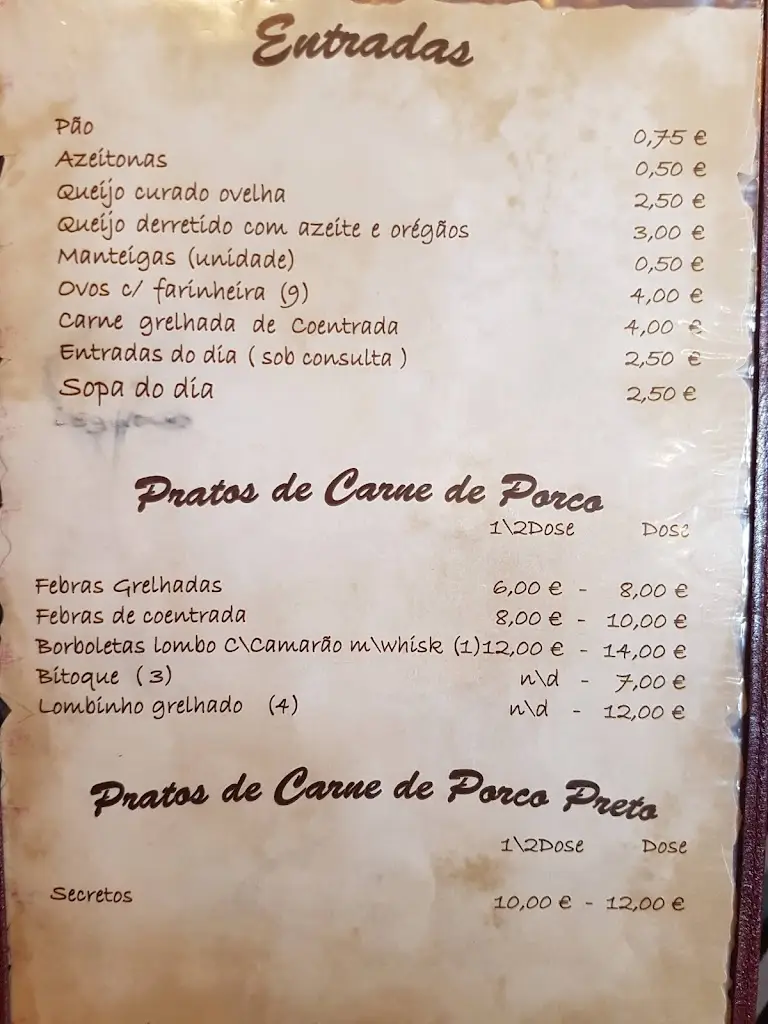 Entradas
Pão 0,75 €
Azeitonas 0,50 €
Queijo curado ovelha 2,50 €
Queijo derretido com azeite e orégãos 3,00 €
Manteigas (unidade) 0,50 €
Ovos c/ farinheira (9) 4,00 €
Carne grelhada de Coentrada 4,00 €
Entradas do dia ( sob consulta ) 2,50 €
Sopa do dia 2,50 €
Pratos de Carne de Porco
1\2Dose Dose
Febras Grelhadas 6,00 € - 8,00 €
Febras de coentrada 8,00 € - 10,00 €
Borboletas lombo C\Camarão m\whisk (1)12,00 € - 14,00 €
Bitoque (3) n\d - 7,00 €
Lombinho grelhado (4) n\d - 12,00 €
Pratos de Carne de Porco Preto
1\2Dose Dose
Secretos 10,00 € - 12,00 €